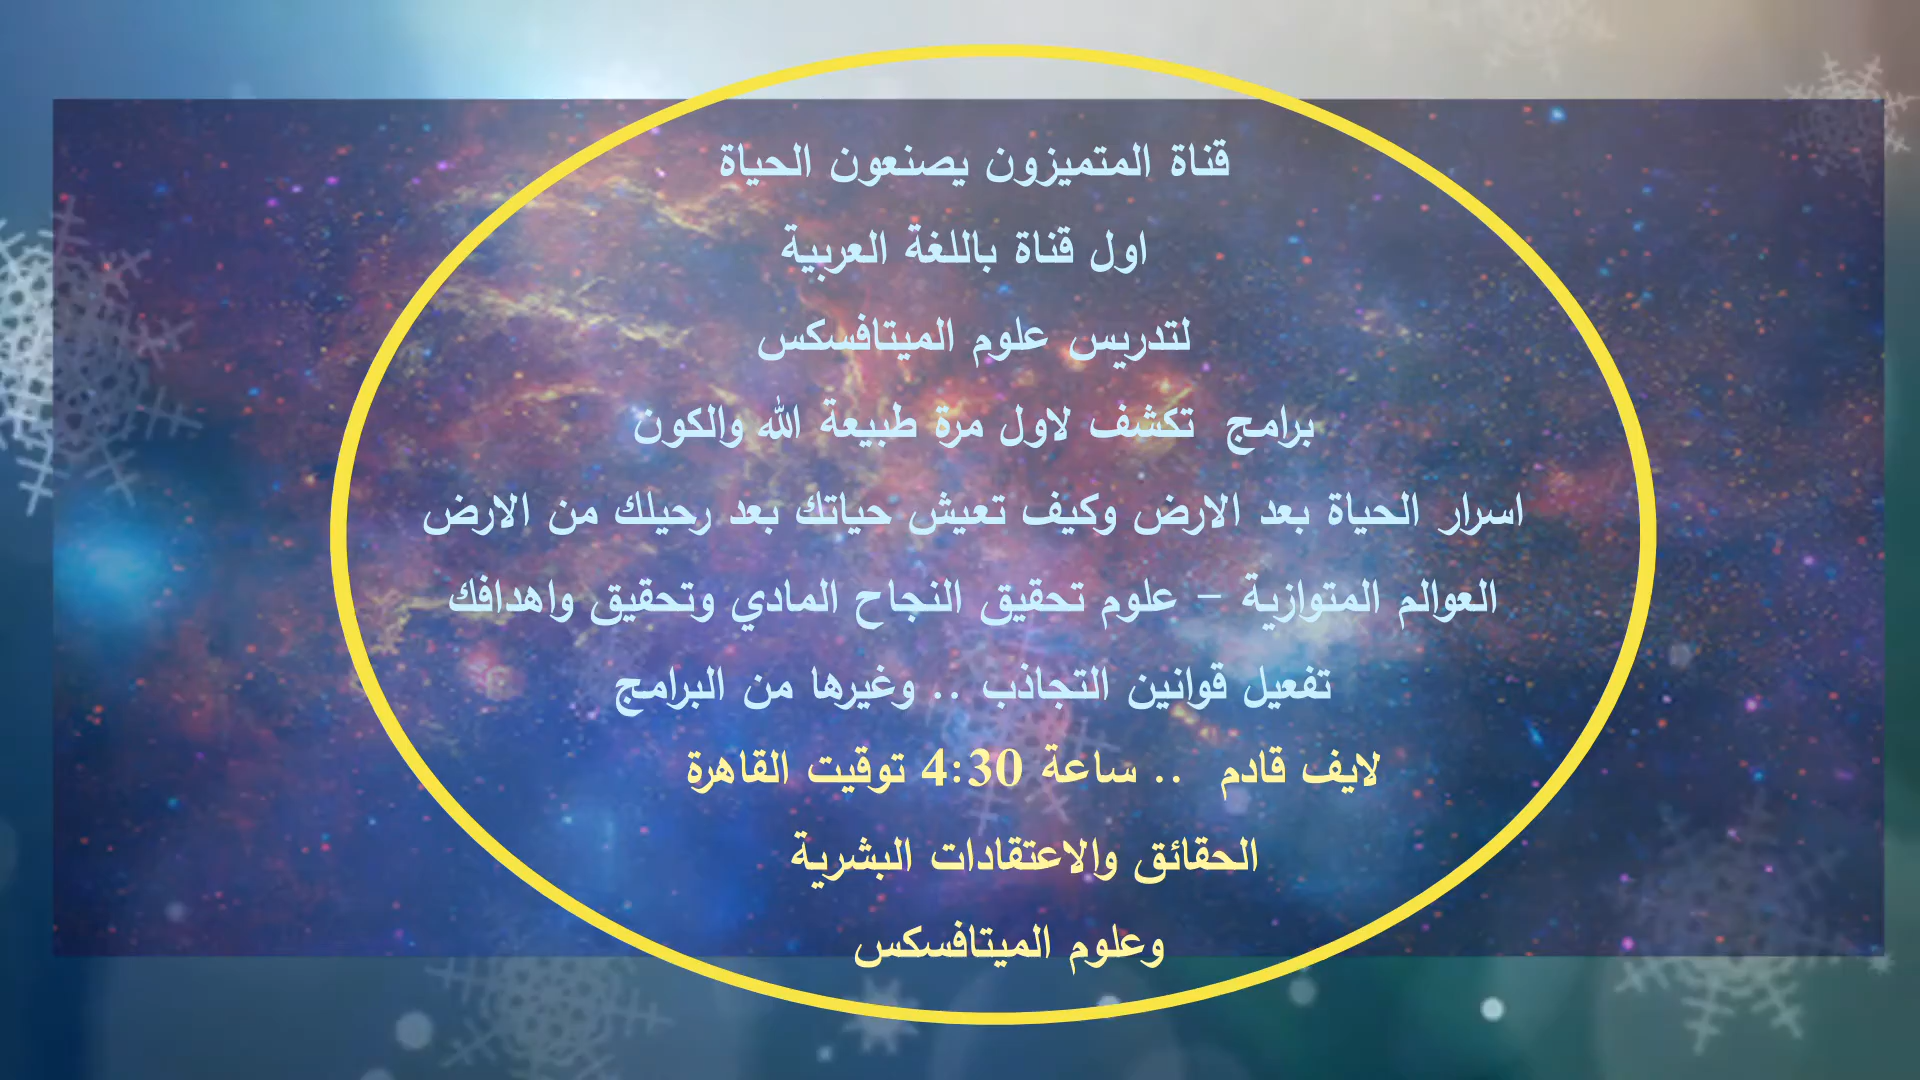 قناة المتميزون يصنعون الحياة
اول قناة باللغة العربية
لتدريس علوم الميتافسكس
برامج تكشف لاول مرة طبيعة الله والكون
اسرار الحياة بعد الارض وكيف تعيش حياتك بعد رحيلك من الارض
العوالم المتوازية – علوم تحقيق النجاح المادي وتحقيق واهدافك
تفعيل قوانين التجاذب .. وغيرها من البرامج
لايف قادم .. ساعة 4:30 توقيت القاهرة
الحقائق والاعتقادات البشرية
وعلوم الميتافسكس